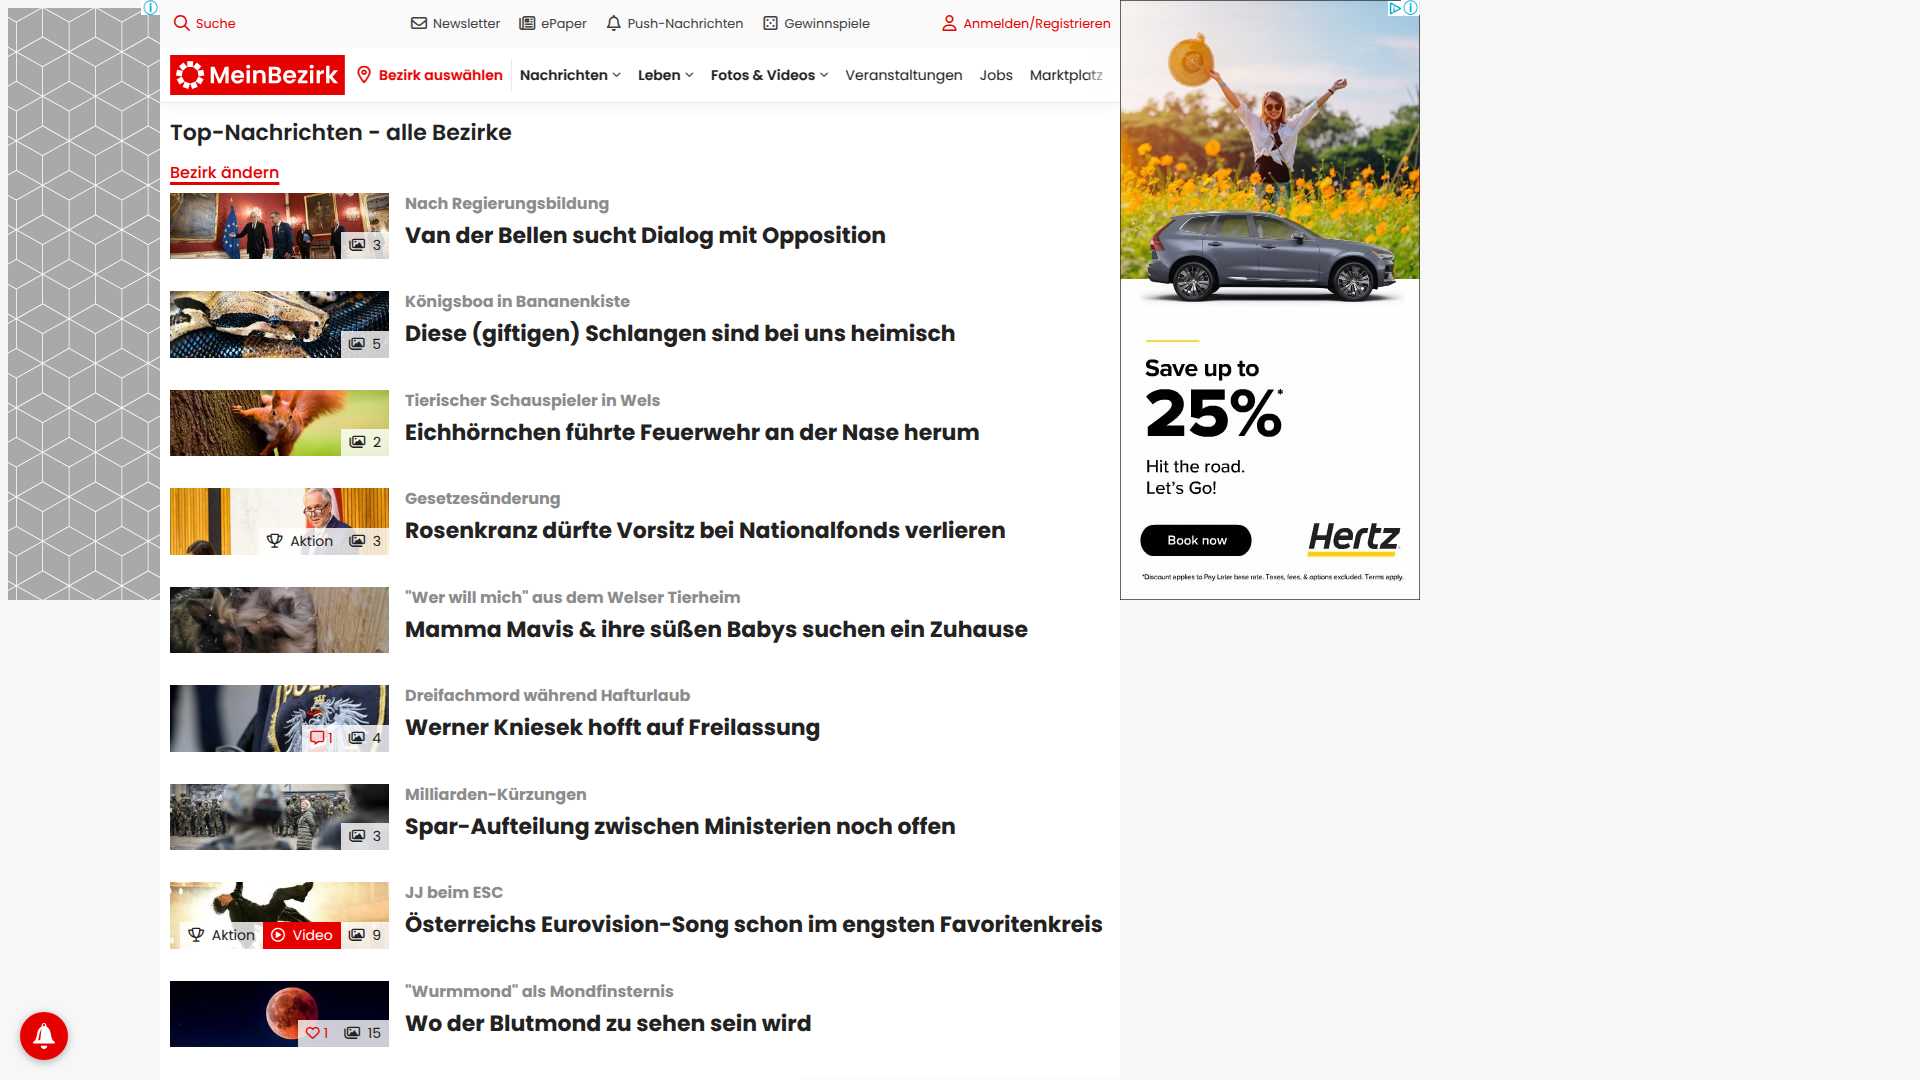 Suche
Newsletter
ePaper
Push-Nachrichten
Gewinnspiele
Anmelden/Registrieren
MeinBezirk
Bezirk auswählen
Nachrichten
Leben
Fotos & Videos
Veranstaltungen
Jobs
Marktplatz
Top-Nachrichten - alle Bezirke
Bezirk ändern
3
Nach Regierungsbildung
Van der Bellen sucht Dialog mit Opposition
5
Königsboa in Bananenkiste
Diese (giftigen) Schlangen sind bei uns heimisch
2
Tierischer Schauspieler in Wels
Eichhörnchen führte Feuerwehr an der Nase herum
Aktion 3
Gesetzesänderung
Rosenkranz dürfte Vorsitz bei Nationalfonds verlieren
"Wer will mich" aus dem Welser Tierheim
Mamma Mavis & ihre süßen Babys suchen ein Zuhause
1 4
Dreifachmord während Hafturlaub
Werner Kniesek hofft auf Freilassung
3
Milliarden-Kürzungen
Spar-Aufteilung zwischen Ministerien noch offen
Aktion Video 9
JJ beim ESC
Österreichs Eurovision-Song schon im engsten Favoritenkreis
1 15
"Wurmmond" als Mondfinsternis
Wo der Blutmond zu sehen sein wird
Save up to
25%*
Hit the road.
Let's Go!
Book now
Hertz
*Discount applies to Pay Later base rate. Taxes, fees, & options excluded. Terms apply.